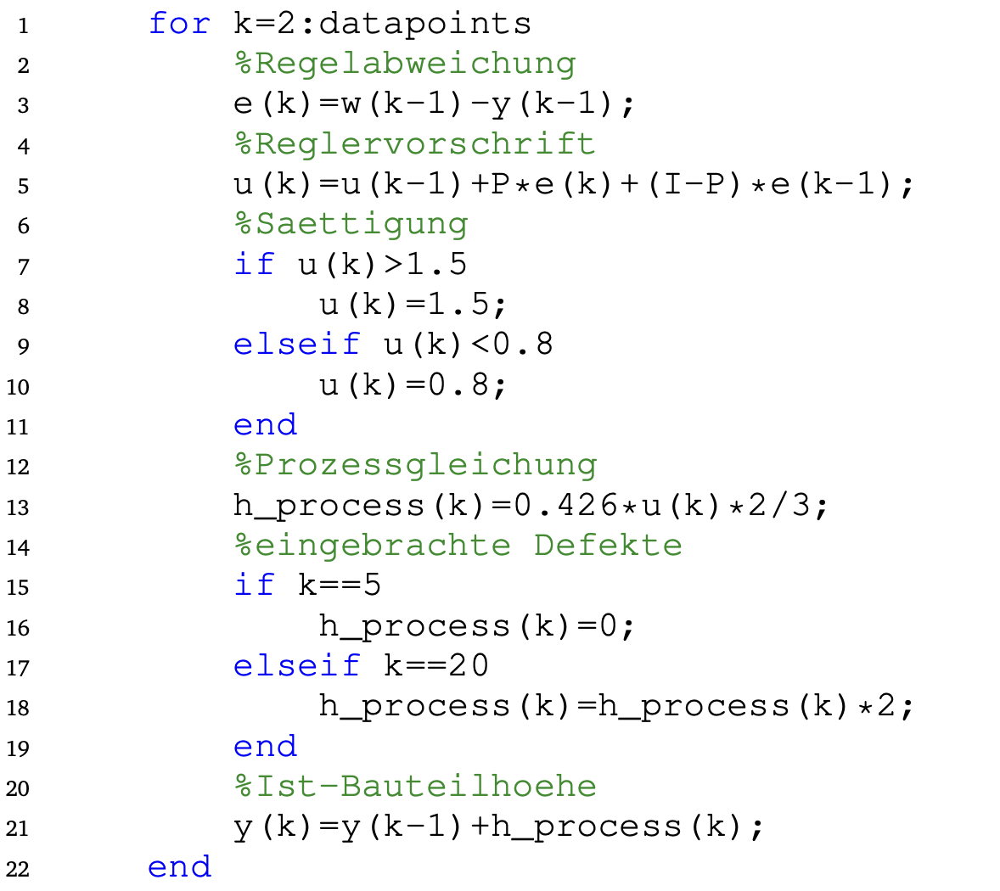 1 for k=2:datapoints
2 %Regelabweichung
3 e(k)=w(k-1)-y(k-1);
4 %Reglervorschrift
5 u(k)=u(k-1)+P*e(k)+(I-P)*e(k-1);
6 %Saettigung
7 if u(k)>1.5
8 u(k)=1.5;
9 elseif u(k)<0.8
10 u(k)=0.8;
11 end
12 %Prozessgleichung
13 h_process(k)=0.426*u(k)*2/3;
14 %eingebrachte Defekte
15 if k==5
16 h_process(k)=0;
17 elseif k==20
18 h_process(k)=h_process(k)*2;
19 end
20 %Ist-Bauteilhoehe
21 y(k)=y(k-1)+h_process(k);
22 end